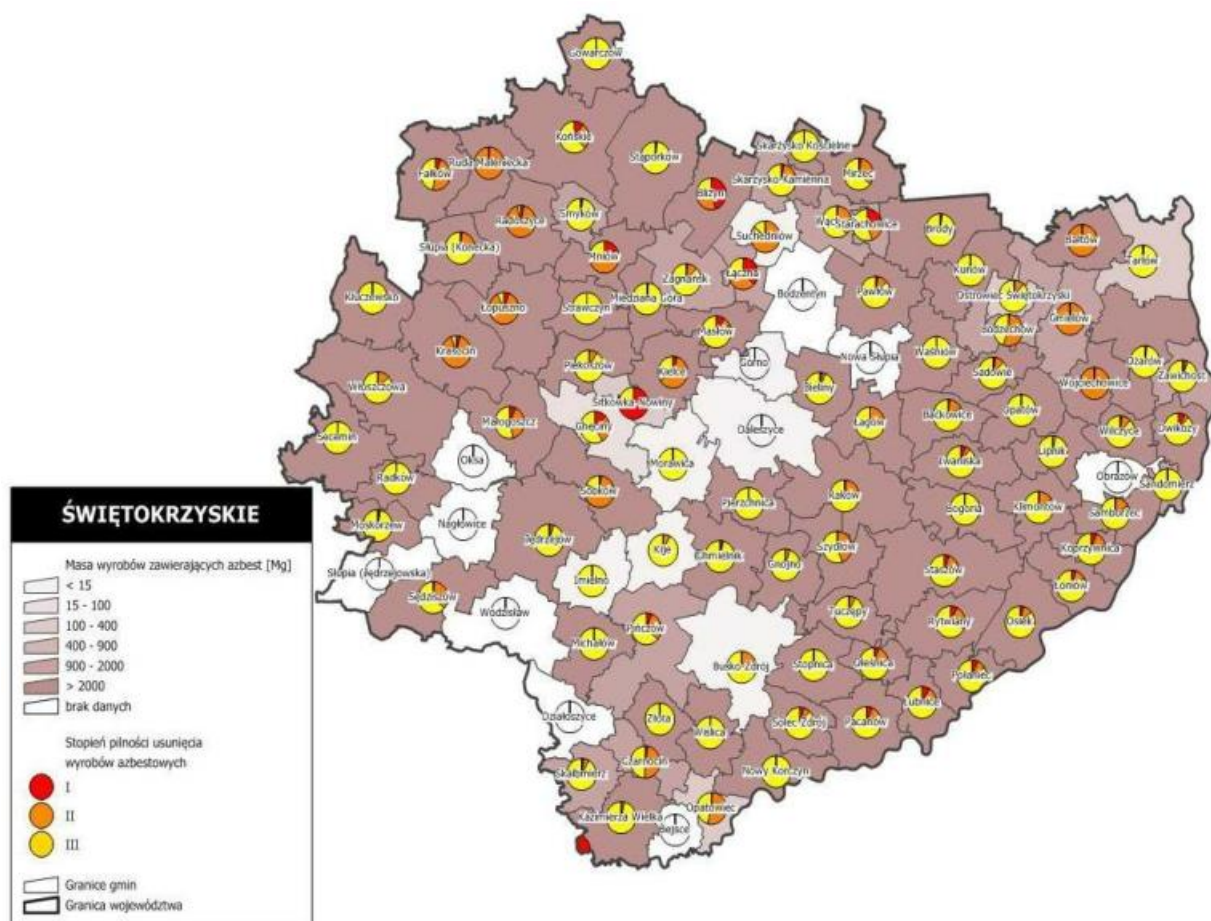 Gowarczów
Końskie
Skarżysko Kościelne
Stąporków
Ruda Maleniecka
Fałków
Skarżysko-Kamienna
Mirzec
Bliżyn
Smyków
Radoszyce
Wąchock
Starachowice
Suchedniów
Brody
Bałtów
Słupia (Konecka)
Mniów
Tarłów
Łączna
Zagnańsk
Kunów
Kluczewsko
Bodzentyn
Pawłów
Ostrowiec Świętokrzyski
Łopuszno
Strawczyn
Miedziana Góra
Ćmielów
Masłów
Bodzechów
Krasocin
Nowa Słupia
Waśniów
Piekoszów
Kielce
Górno
Ożarów
Sadowie
Zawichost
Włoszczowa
Bieliny
Wojciechowice
Sitkówka-Nowiny
Małogoszcz
Chęciny
Łagów
Baćkowice
Opatów
Daleszyce
Wilczyce
Dwikozy
Secemin
Lipnik
Oksa
Morawica
Iwaniska
Radków
Obrazów
Sandomierz
Sobków
Raków
Pierzchnica
Bogoria
Klimontów
Samborzec
Moskorzew
Nagłowice
Jędrzejów
Kije
Chmielnik
Szydłów
Koprzywnica
Gnojno
Słupia (Jędrzejowska)
Imielno
Staszów
Łoniów
Sędziszów
Wodzisław
Tuczępy
Rytwiany
Osiek
Pińczów
Michałów
Busko-Zdrój
Stopnica
Oleśnica
Połaniec
Działoszyce
Złota
Wiślica
Solec-Zdrój
Pacanów
Łubnice
Skalbmierz
Czarnocin
Nowy Korczyn
Kazimierza Wielka
Opatowiec
Bejsce
ŚWIĘTOKRZYSKIE
Masa wyrobów zawierających azbest [Mg]
< 15
15 - 100
100 - 400
400 - 900
900 - 2000
> 2000
brak danych
Stopień pilności usunięcia
wyrobów azbestowych
I
II
III
Granice gmin
Granica województwa